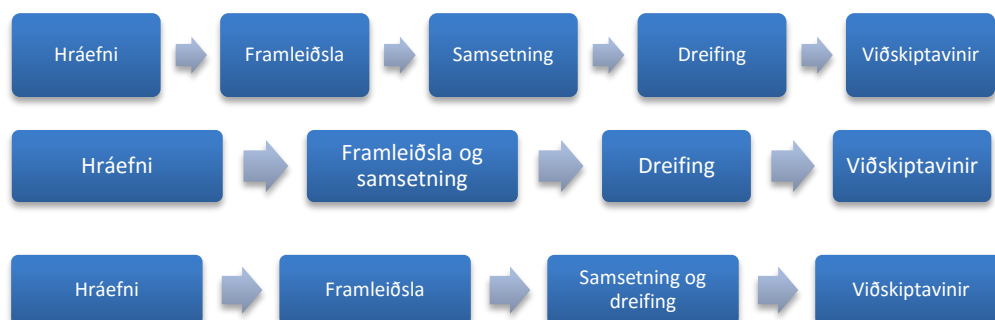 Hráefni
Framleiðsla
Samsetning
Dreifing
Viðskiptavinir
Hráefni
Framleiðsla og
samsetning
Dreifing
Viðskiptavinir
Hráefni
Framleiðsla
Samsetning og
dreifing
Viðskiptavinir